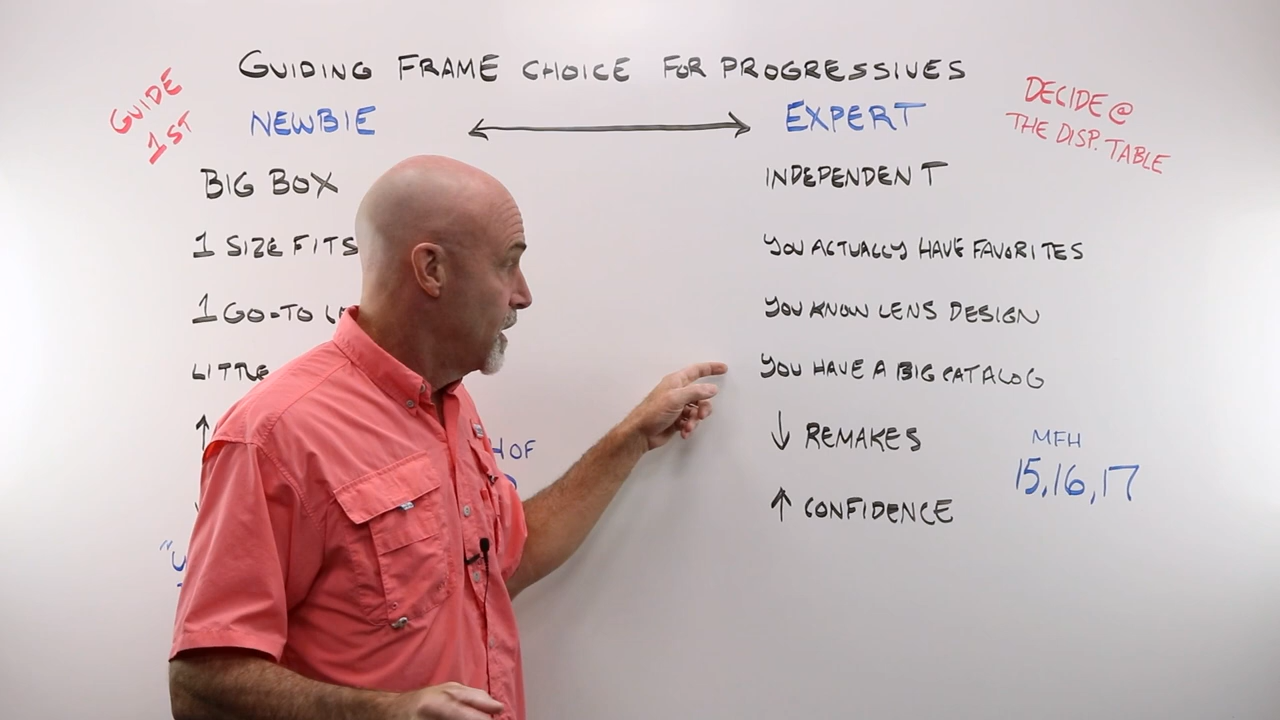 GUIDING FRAME CHOICE FOR PROGRESSIVES
GUIDE
1ST
NEWBIE
EXPERT
DECIDE @
THE DISP. TABLE
BIG BOX
INDEPENDENT
1 SIZE FITS
YOU ACTUALLY HAVE FAVORITES
1 GO-TO
YOU KNOW LENS DESIGN
LITTLE
YOU HAVE A BIG CATALOG
↑
↓ REMAKES
OF
MFH
15,16,17
↑ CONFIDENCE